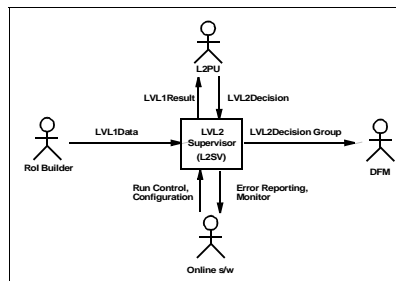 L2PU
LVL1Result
LVL2Decision
LVL1Data
LVL2
Supervisor
(L2SV)
LVL2Decision Group
RoI Builder
DFM
Run Control,
Configuration
Error Reporting,
Monitor
Online s/w